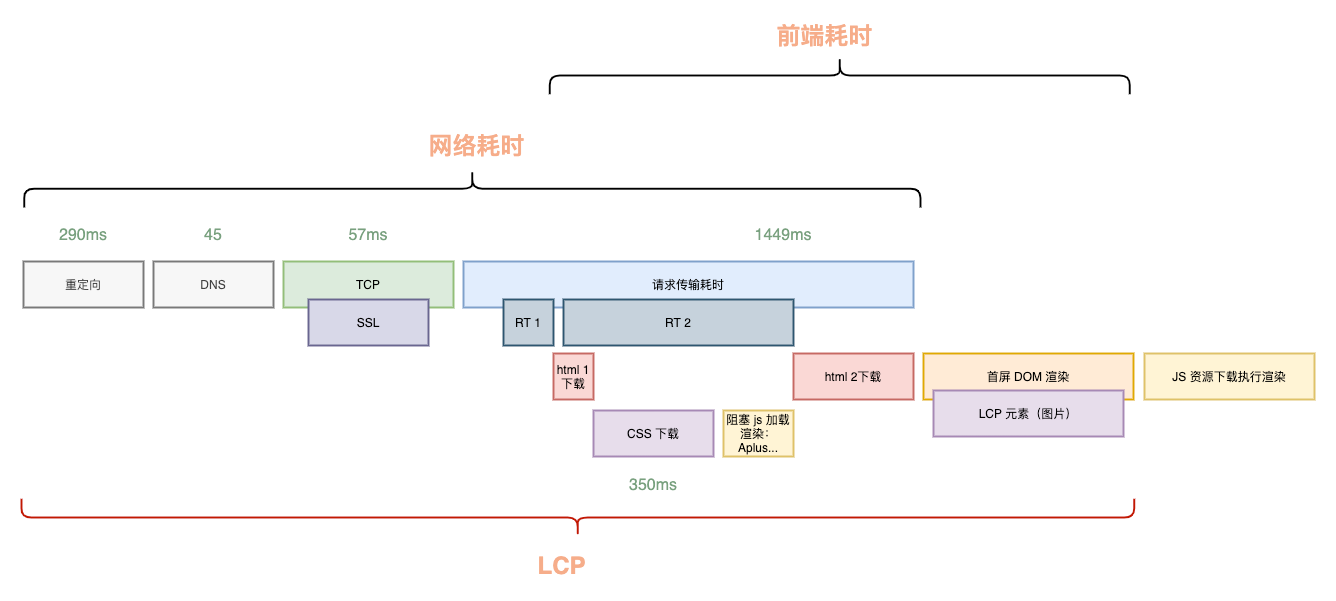 前端耗时
网络耗时
290ms
45
57ms
1449ms
重定向
DNS
TCP
请求传输耗时
SSL
RT 1
RT 2
html 1
下载
html 2下载
首屏 DOM 渲染
JS 资源下载执行渲染
LCP 元素（图片）
CSS 下载
阻塞 js 加载
渲染：
Aplus...
350ms
LCP